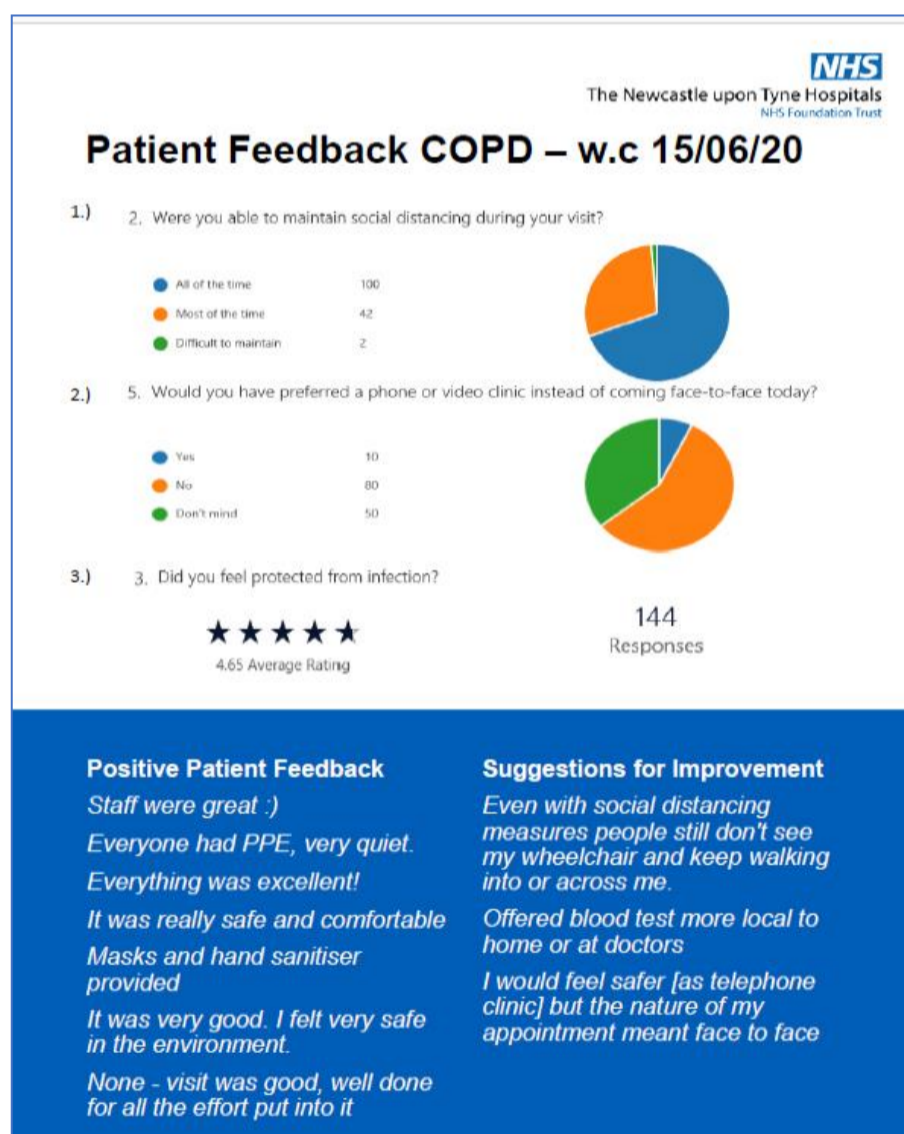 NHS
The Newcastle upon Tyne Hospitals
NHS Foundation Trust
Patient Feedback COPD – w.c 15/06/20
1.) 2. Were you able to maintain social distancing during your visit?
All of the time 100
Most of the time 42
Difficult to maintain 2
2.) 5. Would you have preferred a phone or video clinic instead of coming face-to-face today?
Yes 10
No 80
Don't mind 50
3.) 3. Did you feel protected from infection?
4.65 Average Rating
144
Responses
Positive Patient Feedback
Staff were great :)
Everyone had PPE, very quiet.
Everything was excellent!
It was really safe and comfortable
Masks and hand sanitiser
provided
It was very good. I felt very safe
in the environment.
None - visit was good, well done
for all the effort put into it
Suggestions for Improvement
Even with social distancing
measures people still don't see
my wheelchair and keep walking
into or across me.
Offered blood test more local to
home or at doctors
I would feel safer [as telephone
clinic] but the nature of my
appointment meant face to face